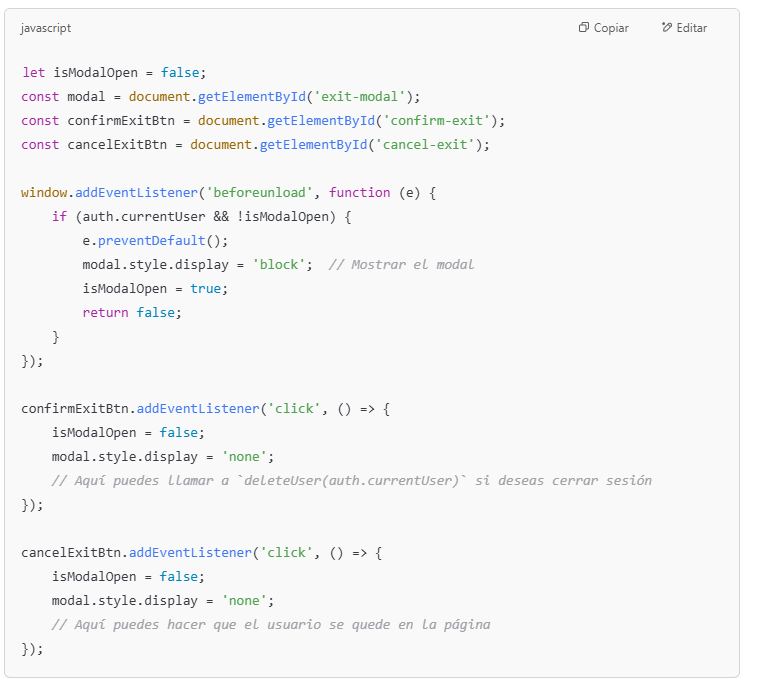 javascript
Copiar
Editar
let isModalOpen = false;
const modal = document.getElementById('exit-modal');
const confirmExitBtn = document.getElementById('confirm-exit');
const cancelExitBtn = document.getElementById('cancel-exit');
window.addEventListener('beforeunload', function (e) {
    if (auth.currentUser && !isModalOpen) {
        e.preventDefault();
        modal.style.display = 'block';  // Mostrar el modal
        isModalOpen = true;
        return false;
    }
});
confirmExitBtn.addEventListener('click', () => {
    isModalOpen = false;
    modal.style.display = 'none';
    // Aquí puedes llamar a `deleteUser(auth.currentUser)` si deseas cerrar sesión
});
cancelExitBtn.addEventListener('click', () => {
    isModalOpen = false;
    modal.style.display = 'none';
    // Aquí puedes hacer que el usuario se quede en la página
});